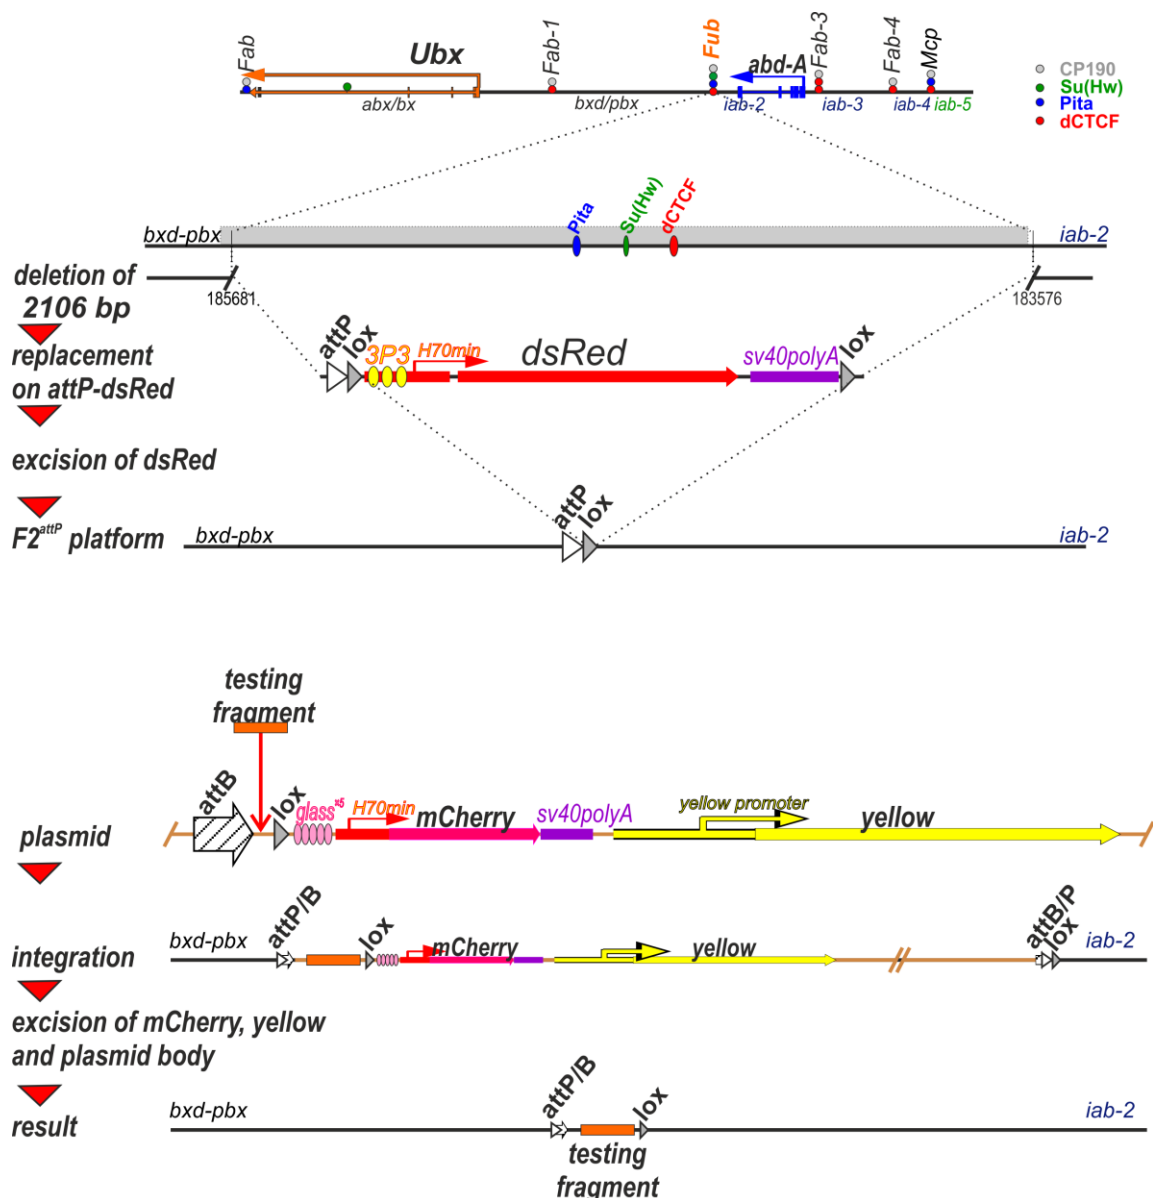 Fab
Ubx
Fab-1
Fub
abd-A
Fab-3
Fab-4
Mcp
CP190
Su(Hw)
Pita
dCTCF
abx/bx
bxd/pbx
iab-2
iab-3
iab-4
iab-5
Pita
Su(Hw)
dCTCF
bxd-pbx
iab-2
deletion of
2106 bp
185681
183576
replacement
on attP-dsRed
attP
lox
3P3
H70min
dsRed
sv40polyA
lox
excision of dsRed
F2attP platform
bxd-pbx
attP
lox
iab-2
testing
fragment
plasmid
attB
lox
glassx5
H70min
mCherry
sv40polyA
yellow promoter
yellow
integration
bxd-pbx
attP/B
lox
mCherry
yellow
attB/P
lox
iab-2
excision of mCherry, yellow
and plasmid body
result
bxd-pbx
attP/B
lox
iab-2
testing
fragment